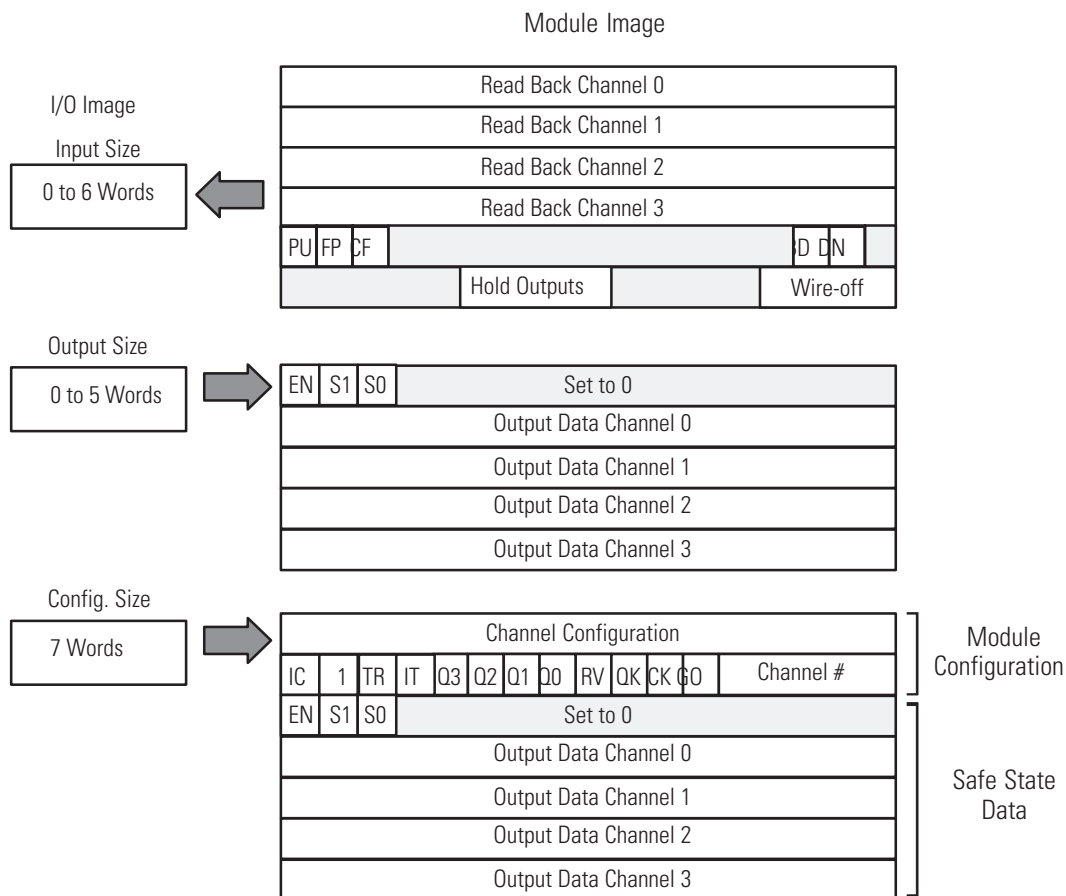 Module Image
I/O Image
Input Size
0 to 6 Words
Read Back Channel 0
Read Back Channel 1
Read Back Channel 2
Read Back Channel 3
PU FP CF DN
Hold Outputs Wire-off
Output Size
0 to 5 Words
EN S1 S0 Set to 0
Output Data Channel 0
Output Data Channel 1
Output Data Channel 2
Output Data Channel 3
Config. Size
7 Words
Channel Configuration
IC 1 TR IT Q3 Q2 Q1 Q0 RV QK CK GO Channel #
Module
Configuration
EN S1 S0 Set to 0
Output Data Channel 0
Output Data Channel 1
Output Data Channel 2
Output Data Channel 3
Safe State
Data